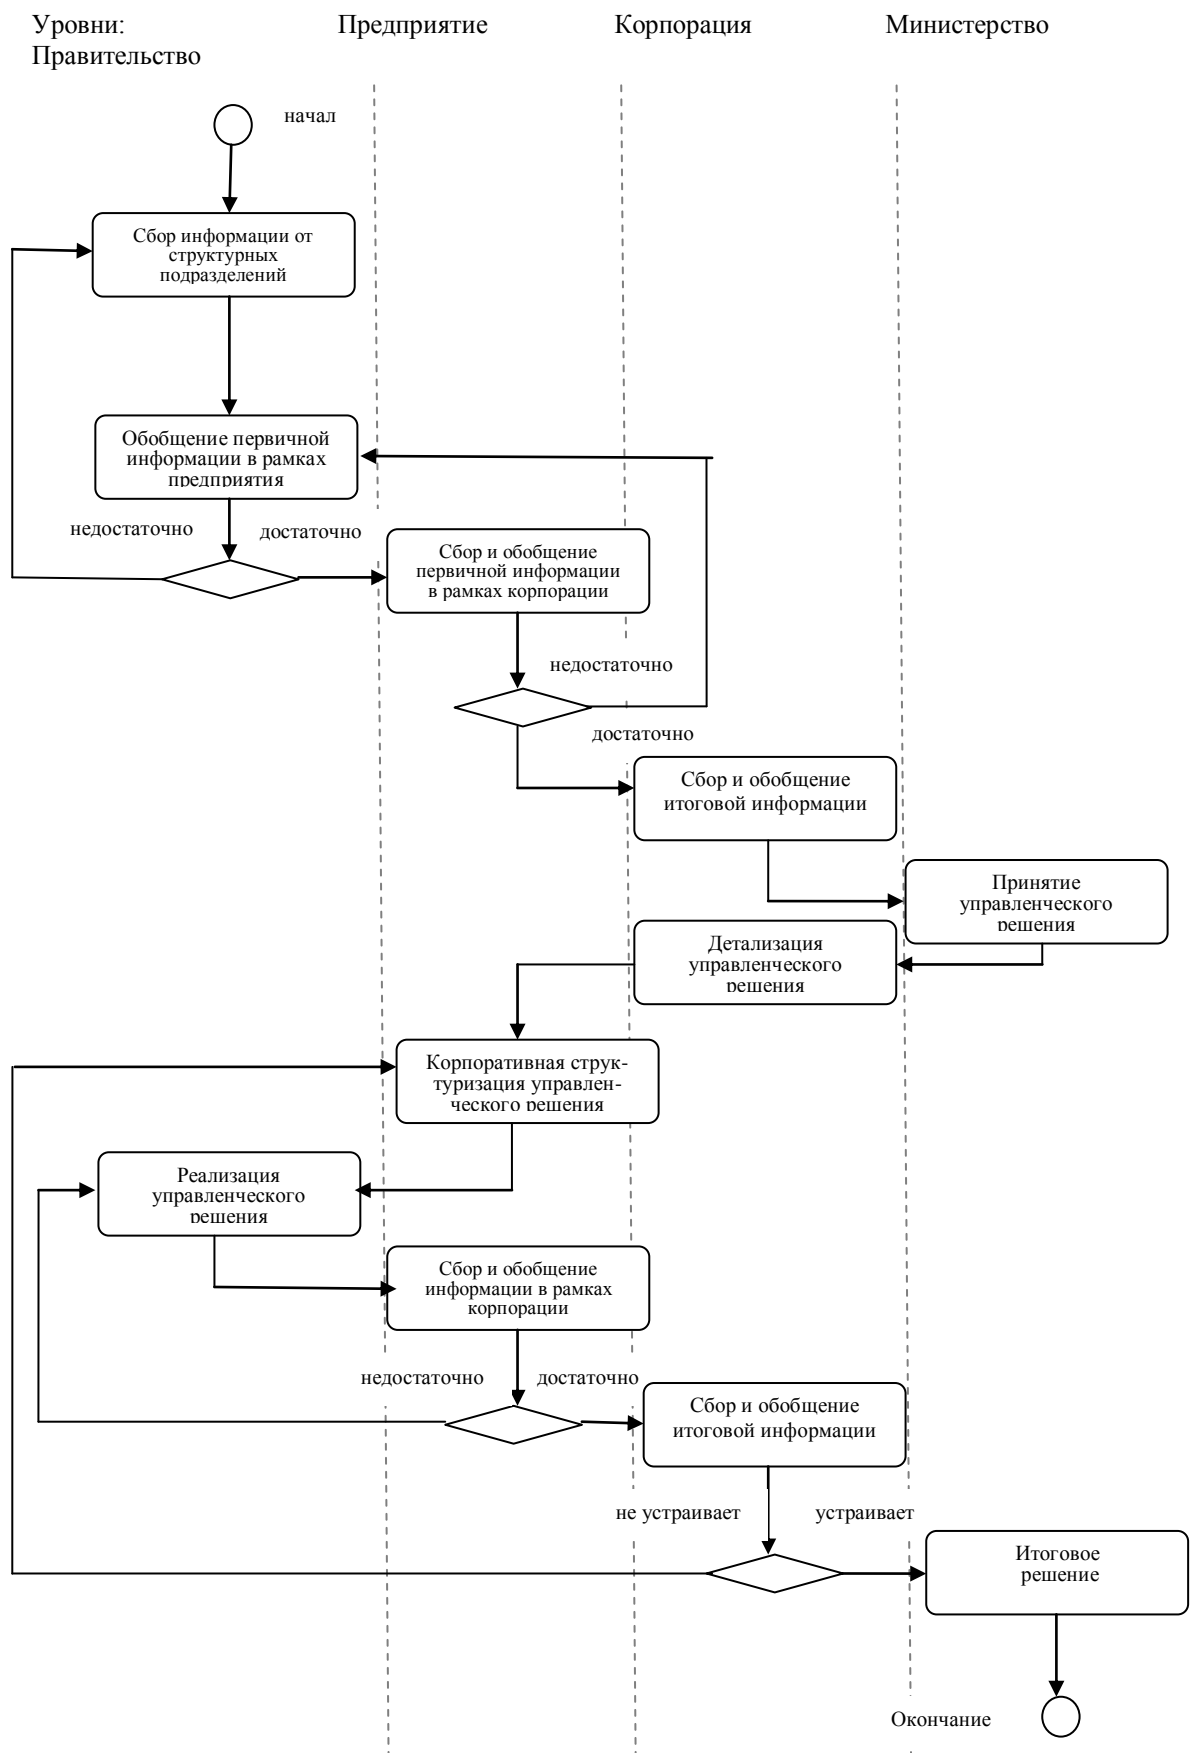 Уровни: Предприятие Корпорация Министерство
Правительство
начал
Сбор информации от
структурных
подразделений
Обобщение первичной
информации в рамках
предприятия
недостаточно
достаточно
Сбор и обобщение
первичной информации
в рамках корпорации
недостаточно
достаточно
Сбор и обобщение
итоговой информации
Принятие
управленческого
решения
Детализация
управленческого
решения
Корпоративная струк-
туризация управлен-
ческого решения
Реализация
управленческого
решения
Сбор и обобщение
информации в рамках
корпорации
недостаточно
достаточно
Сбор и обобщение
итоговой информации
не устраивает
устраивает
Итоговое
решение
Окончание